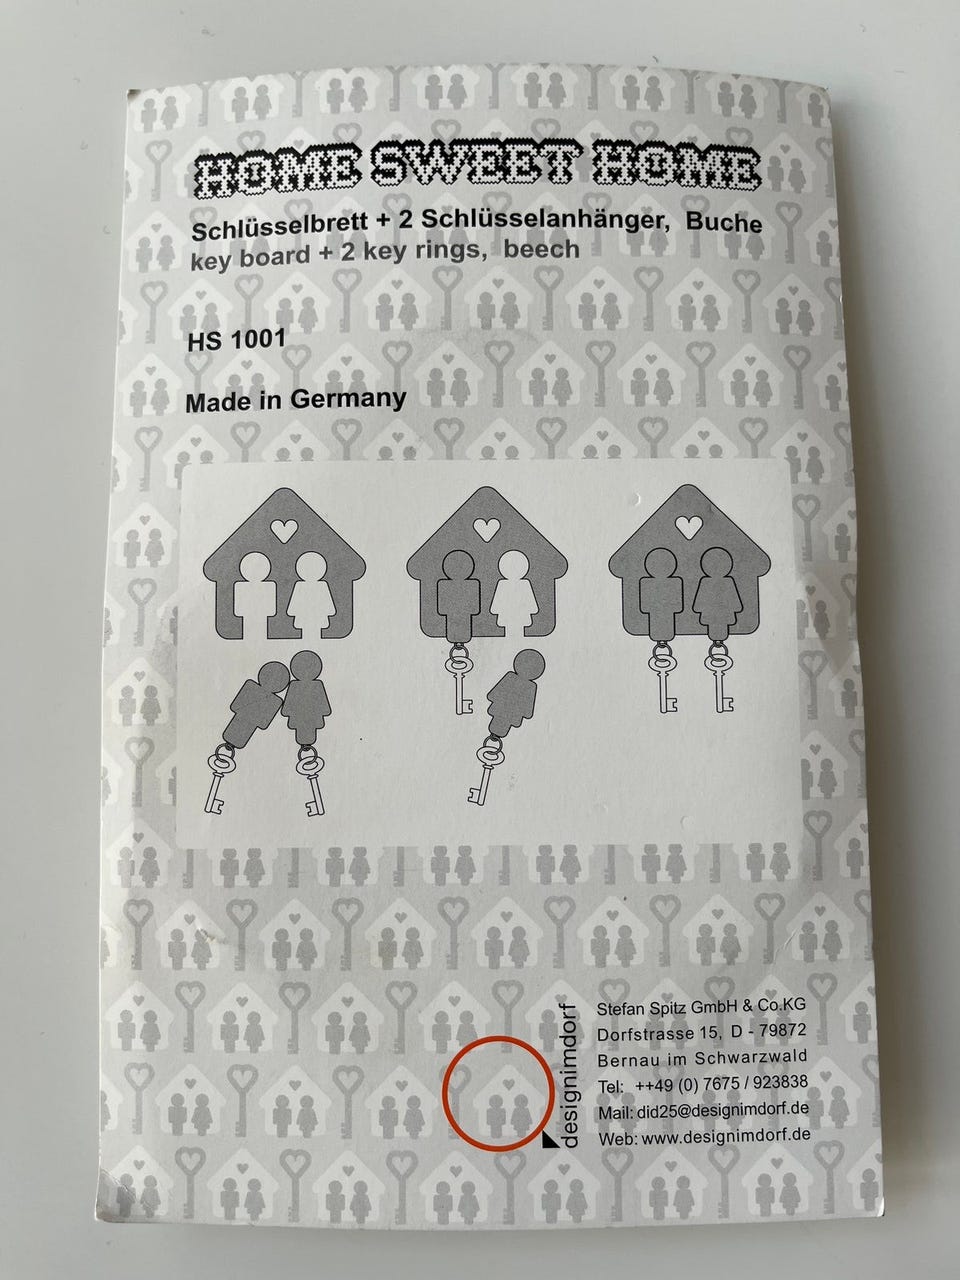 HOME SWEET HOME
Schlüsselbrett + 2 Schlüsselanhänger, Buche
key board + 2 key rings, beech
HS 1001
Made in Germany
designimdorf
Stefan Spitz GmbH & Co.KG
Dorfstrasse 15, D - 79872
Bernau im Schwarzwald
Tel: ++49 (0) 7675 / 923838
Mail: did25@designimdorf.de
Web: www.designimdorf.de